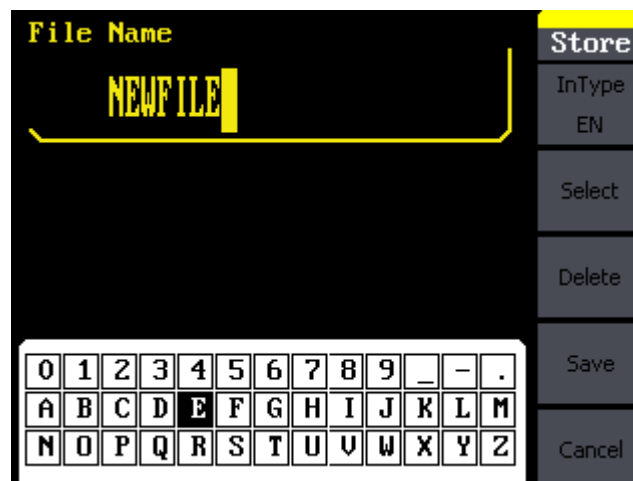 File Name
NEWFILE
Store
InType
EN
Select
Delete
Save
Cancel
0 1 2 3 4 5 6 7 8 9 _ - .
A B C D E F G H I J K L M
N O P Q R S T U V W X Y Z